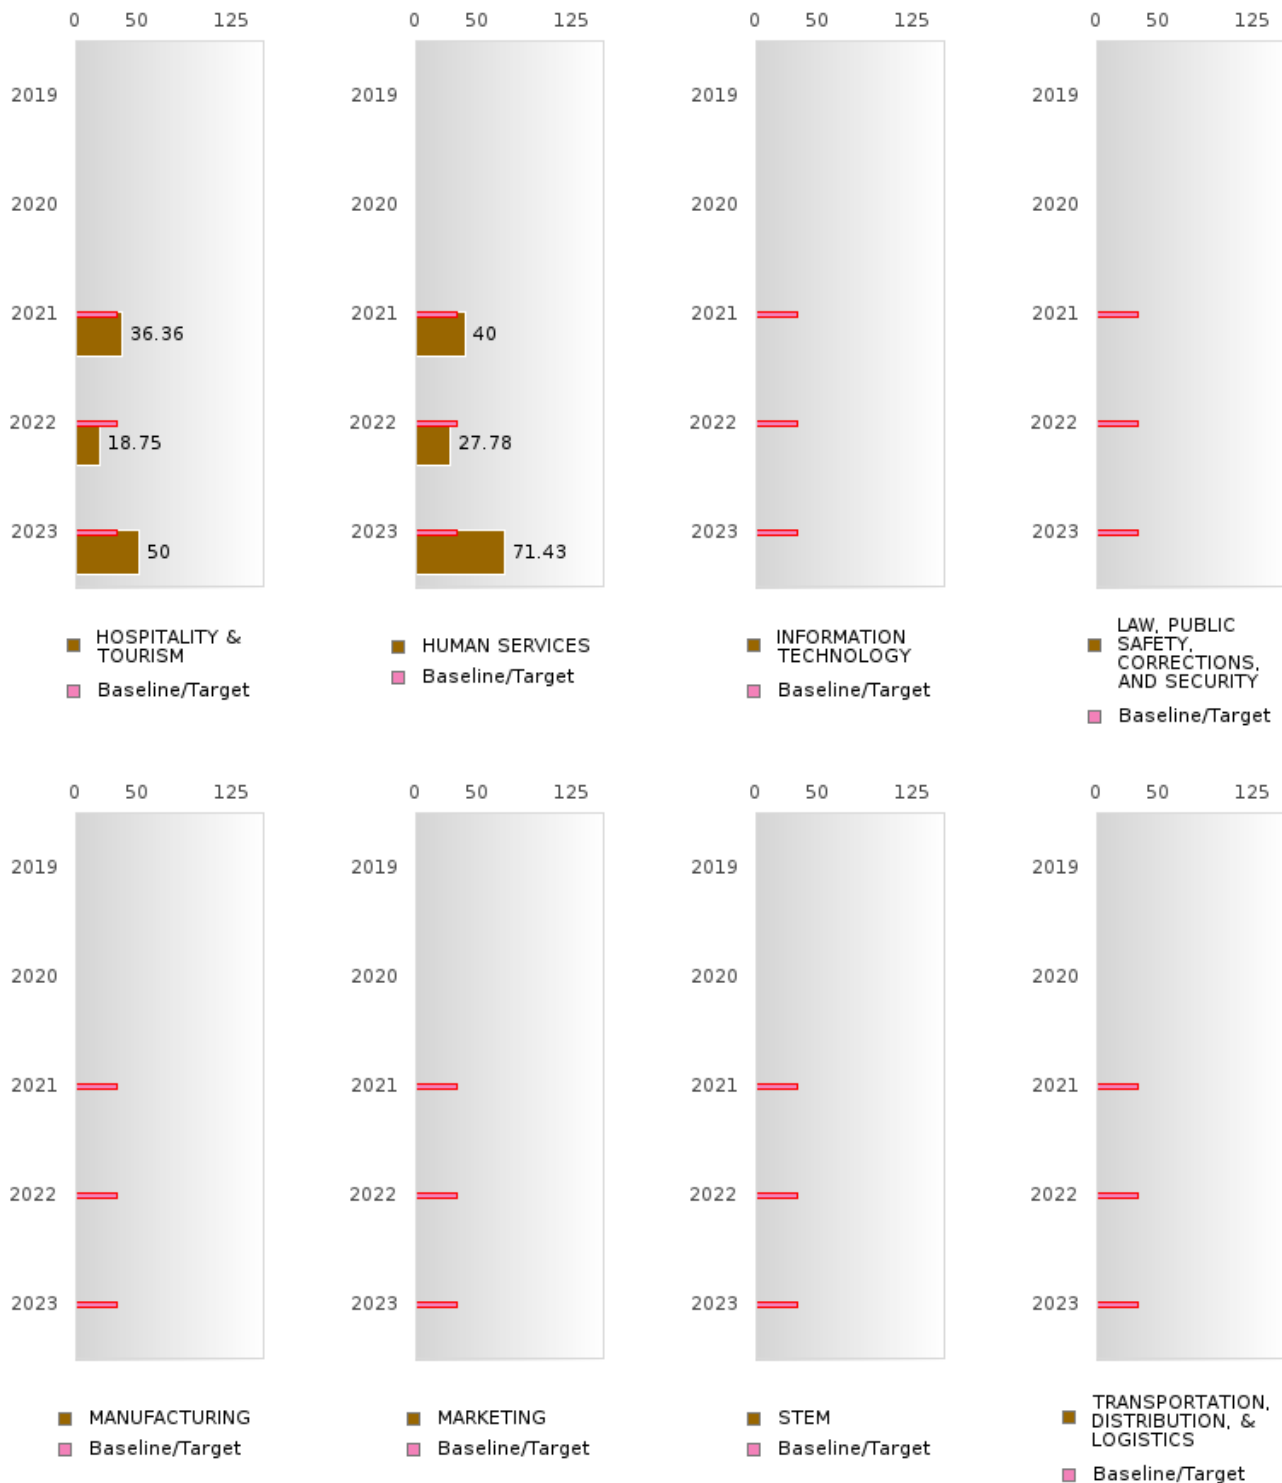 0 50 125
0 50 125
0 50 125
0 50 125
2019
2019
2019
2019
2020
2020
2020
2020
2021
36.36
2021
40
2021
2021
2022
18.75
2022
27.78
2022
2022
2023
50
2023
71.43
2023
2023
HOSPITALITY &
TOURISM
Baseline/Target
HUMAN SERVICES
Baseline/Target
INFORMATION
TECHNOLOGY
Baseline/Target
LAW, PUBLIC
SAFETY,
CORRECTIONS,
AND SECURITY
Baseline/Target
0 50 125
0 50 125
0 50 125
0 50 125
2019
2019
2019
2019
2020
2020
2020
2020
2021
2021
2021
2021
2022
2022
2022
2022
2023
2023
2023
2023
MANUFACTURING
Baseline/Target
MARKETING
Baseline/Target
STEM
Baseline/Target
TRANSPORTATION,
DISTRIBUTION, &
LOGISTICS
Baseline/Target